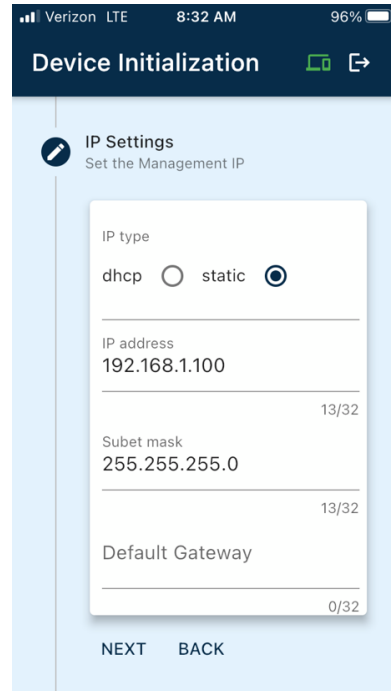 Verizon LTE 8:32 AM 96%
Device Initialization
IP Settings
Set the Management IP
IP type
dhcp static
IP address
192.168.1.100
13/32
Subet mask
255.255.255.0
13/32
Default Gateway
0/32
NEXT BACK